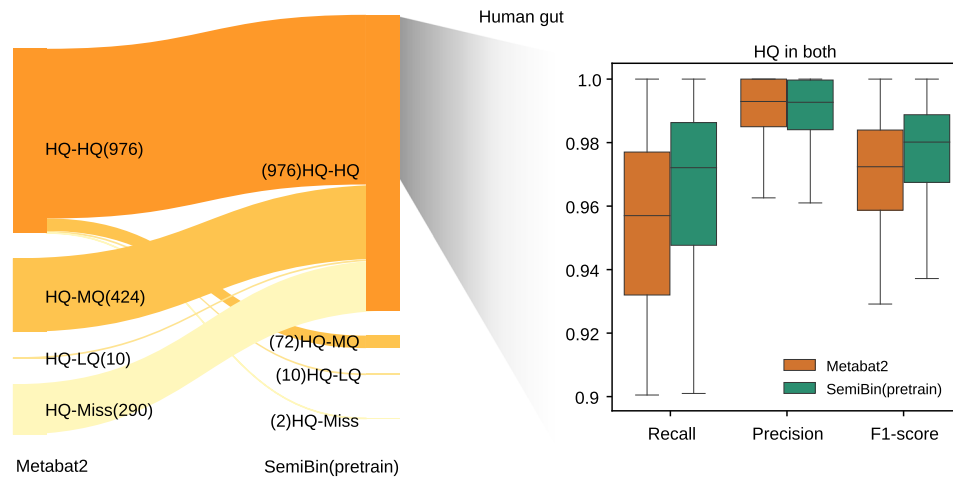 Human gut
HQ-HQ(976)
(976)HQ-HQ
HQ-MQ(424)
(72)HQ-MQ
HQ-LQ(10)
(10)HQ-LQ
HQ-Miss(290)
(2)HQ-Miss
Metabat2
SemiBin(pretrain)
HQ in both
1.0
0.98
0.96
0.94
0.92
0.9
Metabat2
SemiBin(pretrain)
Recall
Precision
F1-score